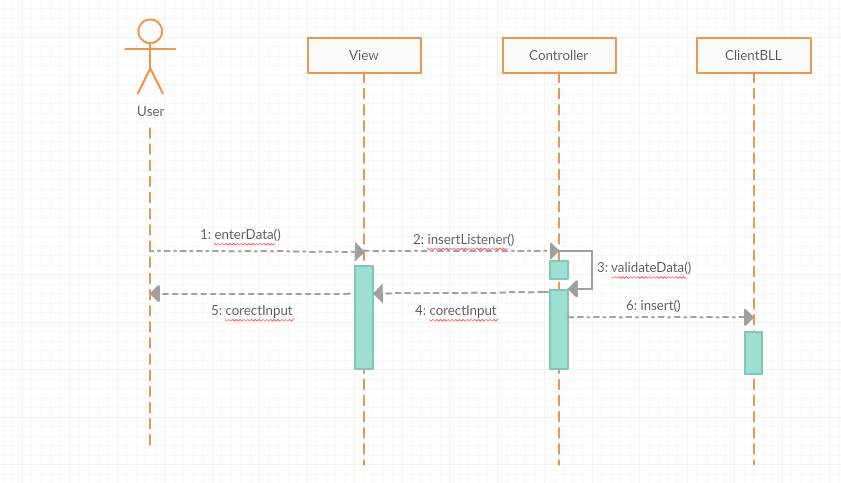 View
Controller
ClientBLL
User
1: enterData()
2: insertListener()
3: validateData()
5: corectInput
4: corectInput
6: insert()